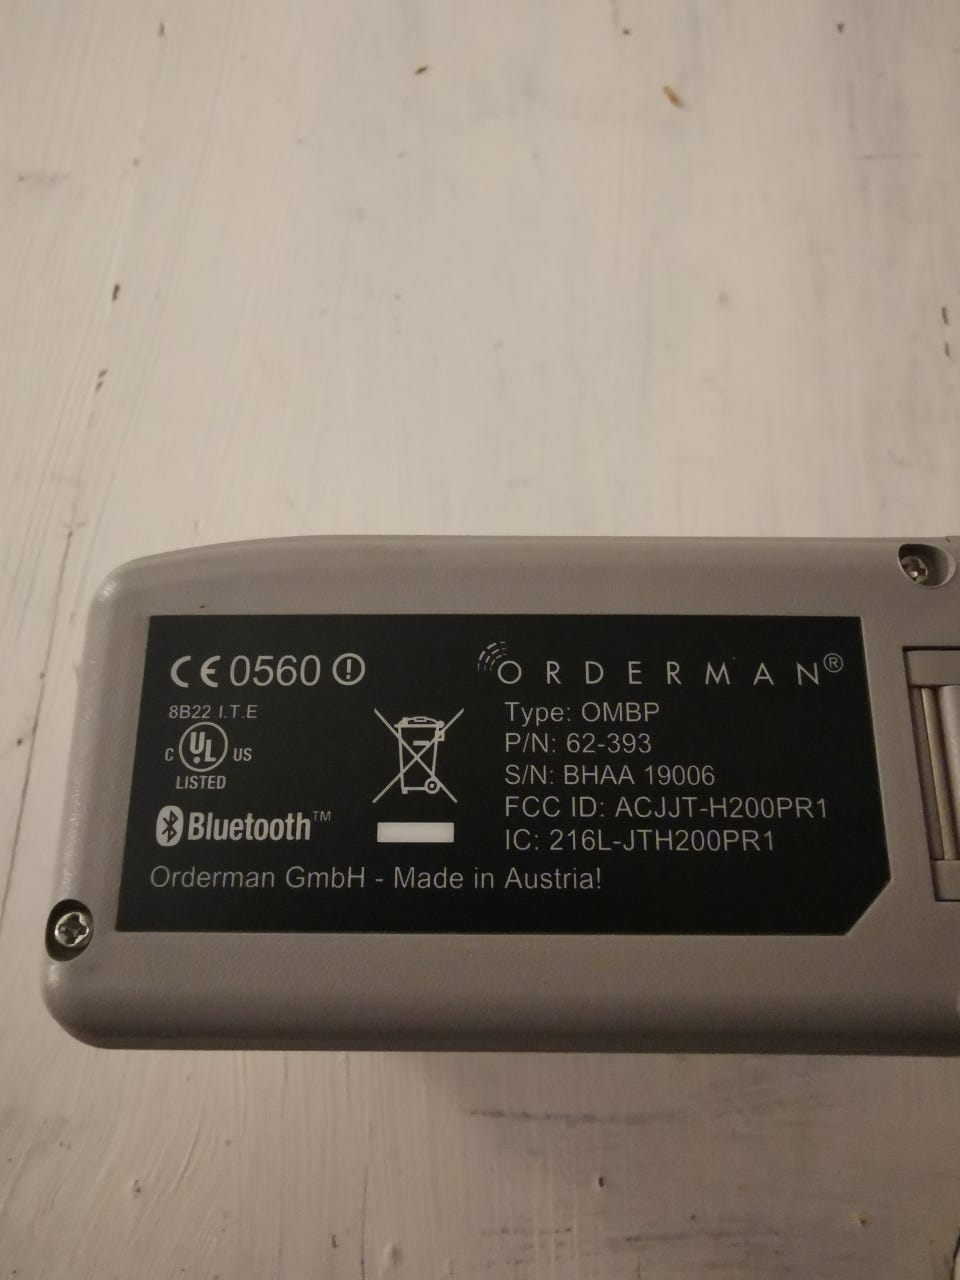 CE 0560
ORDERMAN®
8B22 I.T.E
C UL US
LISTED
Bluetooth™
Type: OMBP
P/N: 62-393
S/N: BHAA 19006
FCC ID: ACJJT-H200PR1
IC: 216L-JTH200PR1
Orderman GmbH - Made in Austria!